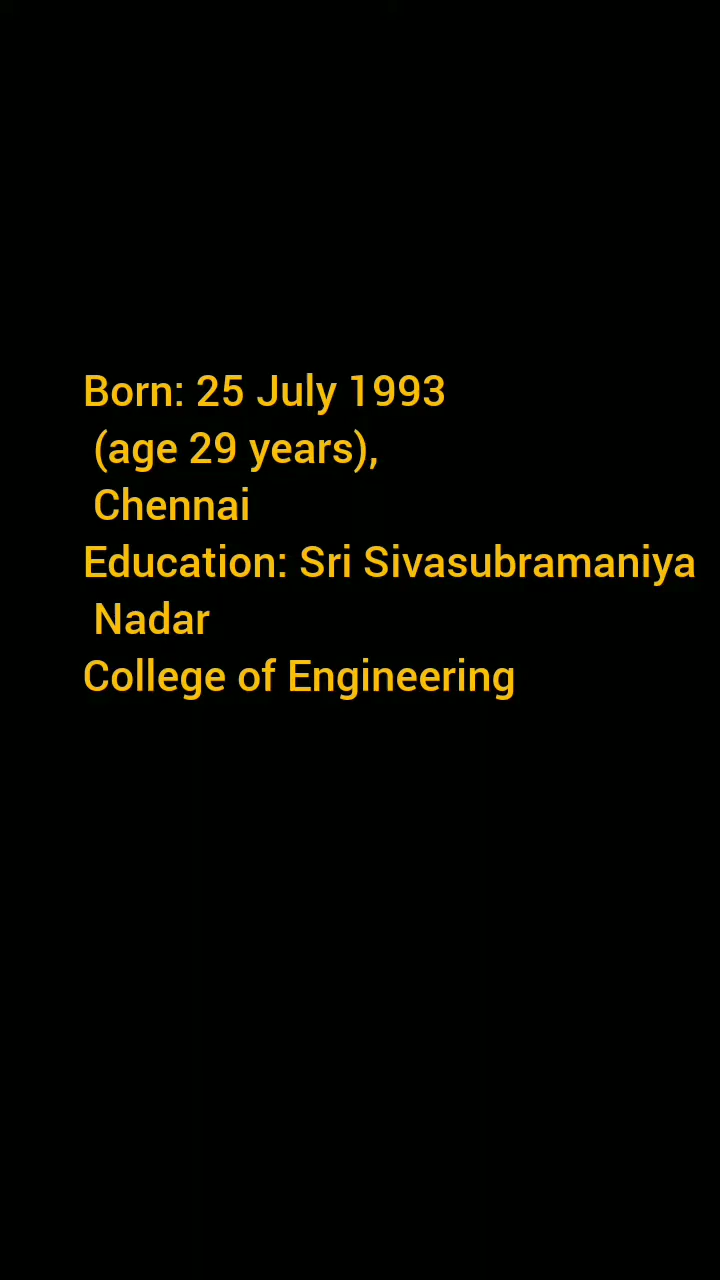 Born: 25 July 1993
(age 29 years),
Chennai
Education: Sri Sivasubramaniya
Nadar
College of Engineering